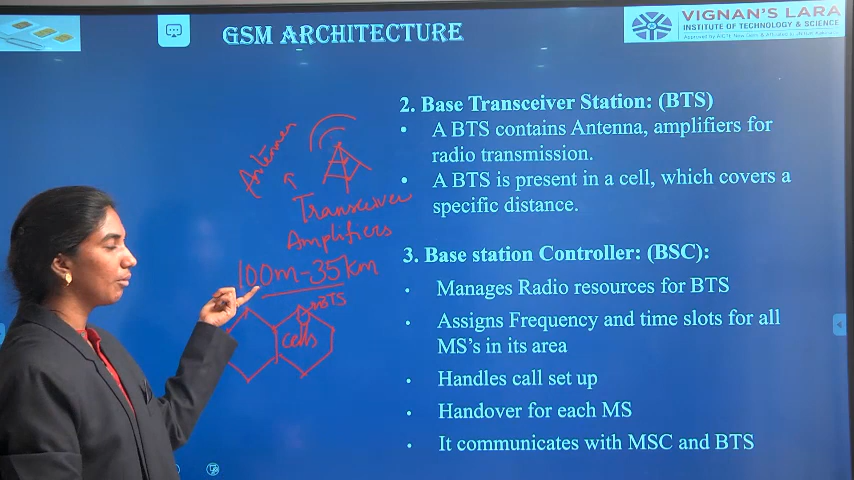 GSM ARCHITECTURE
VIGNAN'S LARA
INSTITUTE OF TECHNOLOGY & SCIENCE
2. Base Transceiver Station: (BTS)
• A BTS contains Antenna, amplifiers for
radio transmission.
• A BTS is present in a cell, which covers a
specific distance.
3. Base station Controller: (BSC):
• Manages Radio resources for BTS
• Assigns Frequency and time slots for all
MS's in its area
• Handles call set up
• Handover for each MS
• It communicates with MSC and BTS
Antenna
Transceiver
Amplifiers
100m-35km
BTS
Cells